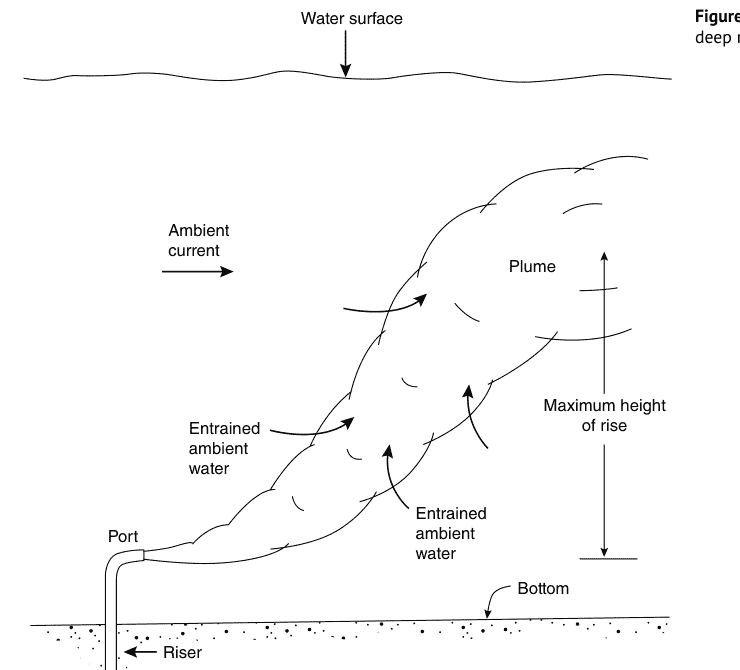 Water surface
Figure
deep
Ambient
current
Plume
Maximum height
of rise
Entrained
ambient
water
Entrained
ambient
water
Port
Bottom
Riser